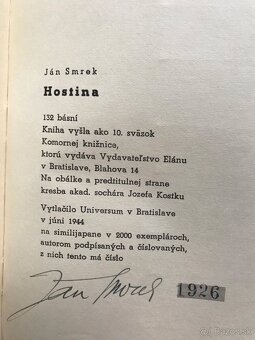 Ján Smrek
Hostina
132 básní
Kniha vyšla ako 10. sväzok
Komornej knižnice,
ktorú vydáva Vydavateľstvo Elánu
v Bratislave, Blahova 14
Na obálke a predtitulnej strane
kresba akad. sochára Jozefa Kostku
Vytlačilo Universum v Bratislave
v júni 1944
na similijapane v 2000 exemplároch,
autorom podpísaných a číslovaných,
z nich tento má číslo
Ján Smrek 1926
bazar.sk